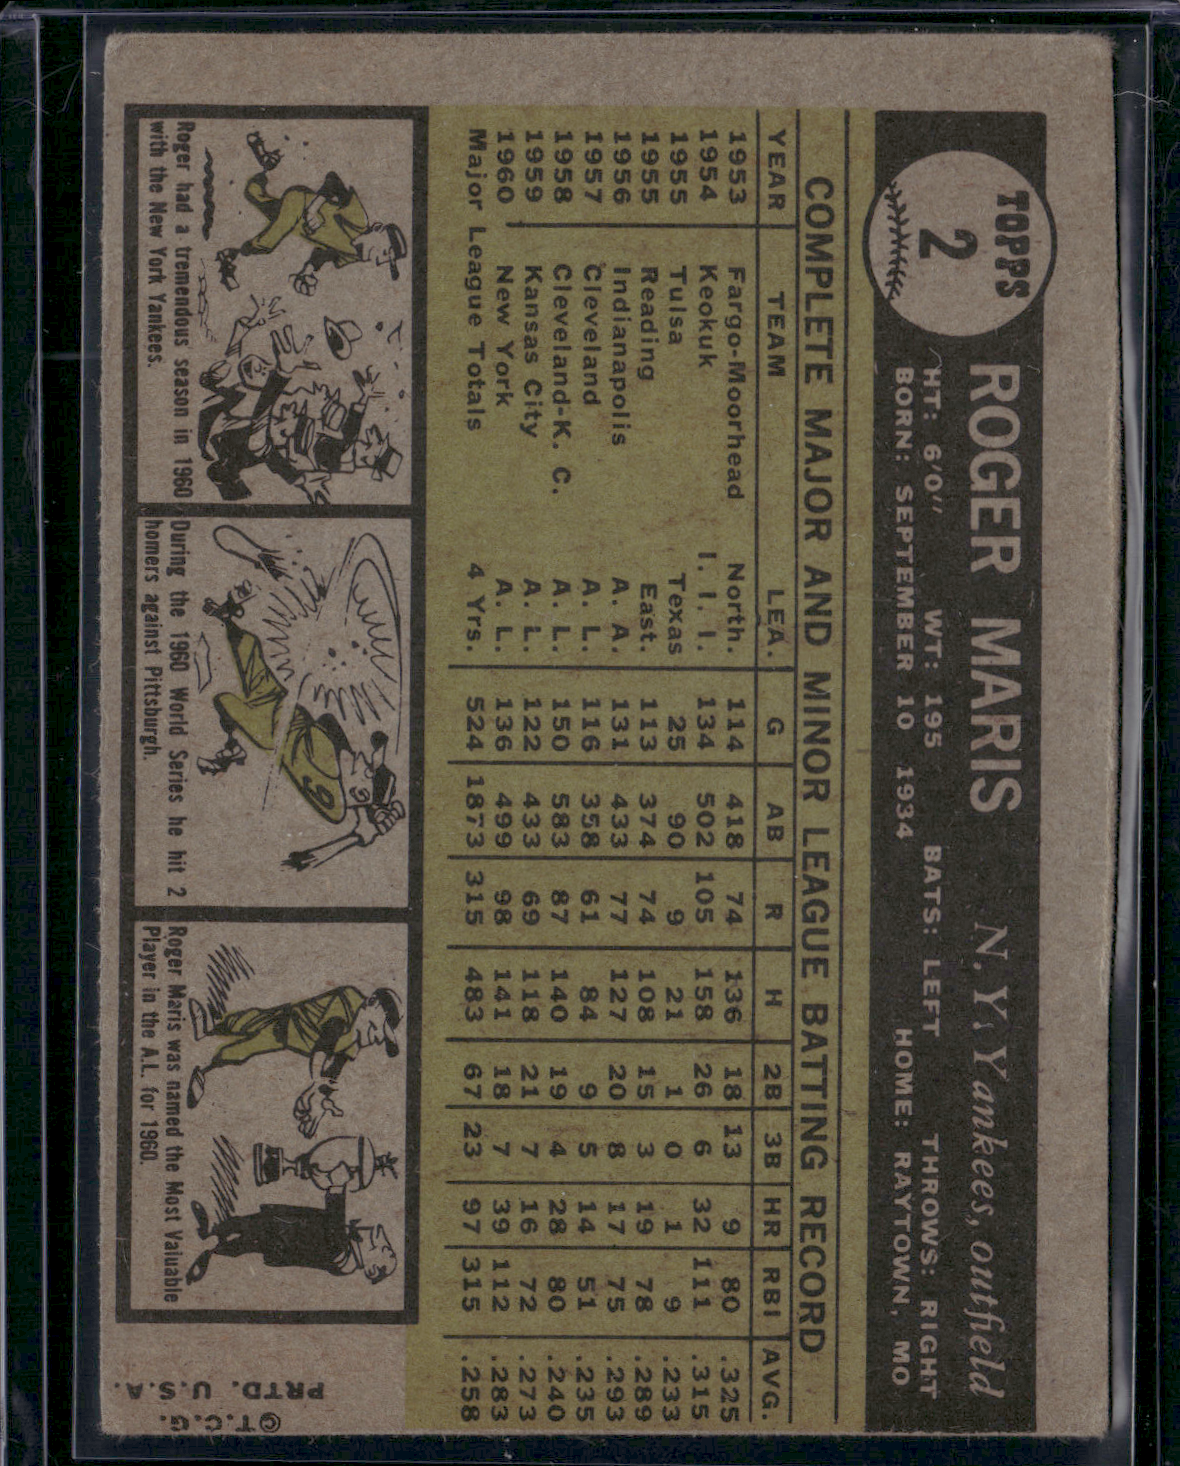 TOPPS
2
ROGER MARIS N. Y. Yankees, outfield
HT: 6'0" WT: 195 BATS: LEFT THROWS: RIGHT
BORN: SEPTEMBER 10 1934 HOME: RAYTOWN, MO
COMPLETE MAJOR AND MINOR LEAGUE BATTING RECORD
YEAR TEAM LEA. G AB R H 2B 3B HR RBI AVG.
1953 Fargo-Moorhead North. 114 418 74 136 18 13 9 80 .325
1954 Keokuk I. I. I. 134 502 105 158 26 6 32 111 .315
1955 Tulsa Texas 25 90 9 21 1 0 1 9 .233
1955 Reading East. 113 374 74 108 15 3 19 78 .289
1956 Indianapolis A. A. 131 433 77 127 20 8 17 75 .293
1957 Cleveland A. L. 116 358 61 84 9 5 14 51 .235
1958 Cleveland-K. C. A. L. 150 583 87 140 19 4 28 80 .240
1959 Kansas City A. L. 122 433 69 118 21 7 16 72 .273
1960 New York A. L. 136 499 98 141 18 7 39 112 .283
Major League Totals 4 Yrs. 524 1873 315 483 67 23 97 315 .258
Roger had a tremendous season in 1960
with the New York Yankees.
9
During the 1960 World Series he hit 2
homers against Pittsburgh.
Roger Maris was named the Most Valuable
Player in the A.L. for 1960.
©T.C.G.
PRTD. U.S.A.